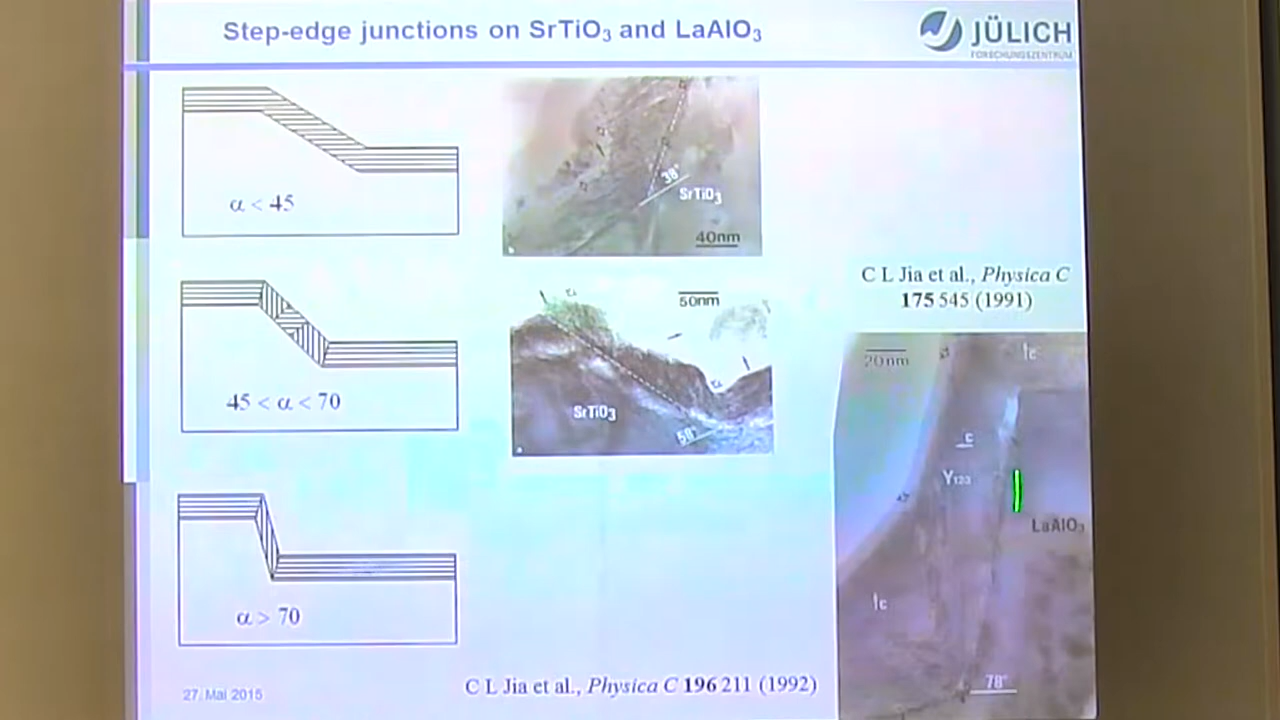 Step-edge junctions on SrTiO₃ and LaAlO₃
JÜLICH
FORSCHUNGSZENTRUM
α < 45
38°
SrTiO₃
40nm
45 < α < 70
50nm
SrTiO₃
58°
C L Jia et al., Physica C
175 545 (1991)
20nm
c
c
Y₁₂₃
LaAlO₃
c
78°
α > 70
27. Mai 2015
C L Jia et al., Physica C 196 211 (1992)